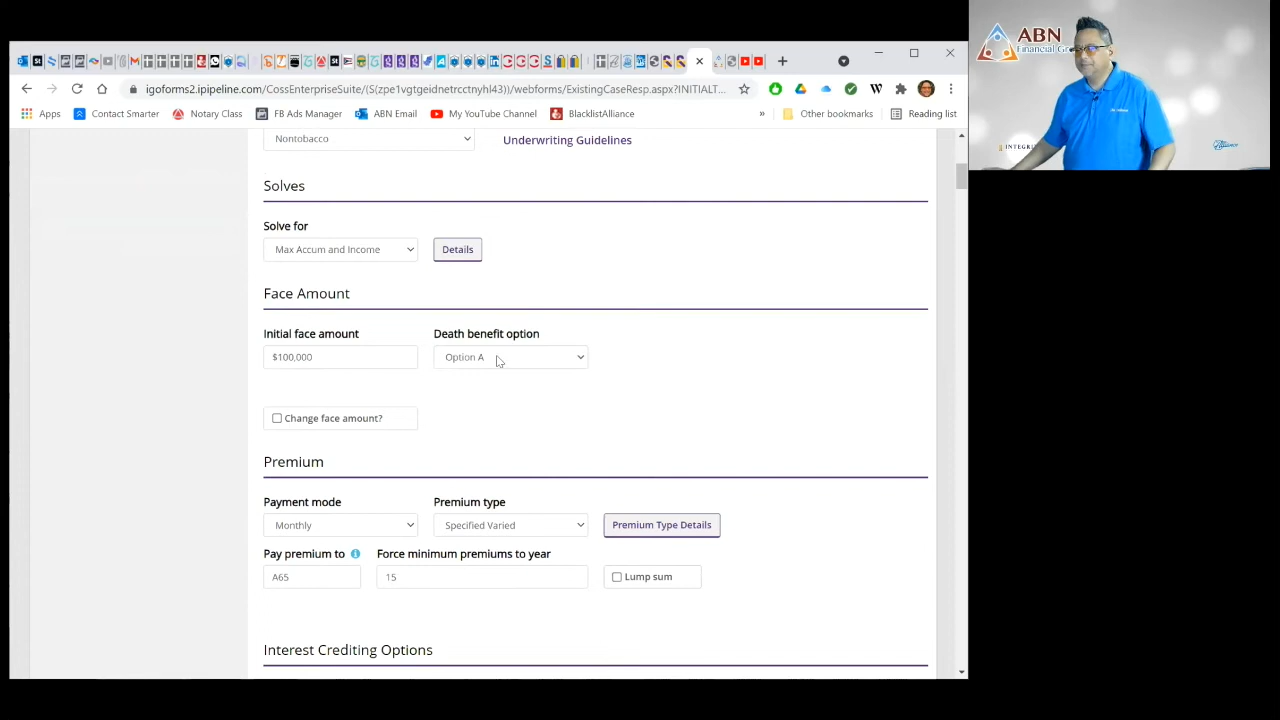 ABN
Financial Gro
igoforms2.ipipeline.com/CossEnterpriseSuite/(S(zpe1vgtgeidnetrcctnyhl43))/webforms/ExistingCaseResp.aspx?INITIALT...
Apps
Contact Smarter
Notary Class
FB Ads Manager
ABN Email
My YouTube Channel
BlacklistAlliance
»
Other bookmarks
Reading list
INTEGRIT
Alliance
Nontobacco
Underwriting Guidelines
Solves
Solve for
Max Accum and Income
Details
Face Amount
Initial face amount
Death benefit option
$100,000
Option A
Change face amount?
Premium
Payment mode
Premium type
Monthly
Specified Varied
Premium Type Details
Pay premium to
Force minimum premiums to year
A65
15
Lump sum
Interest Crediting Options